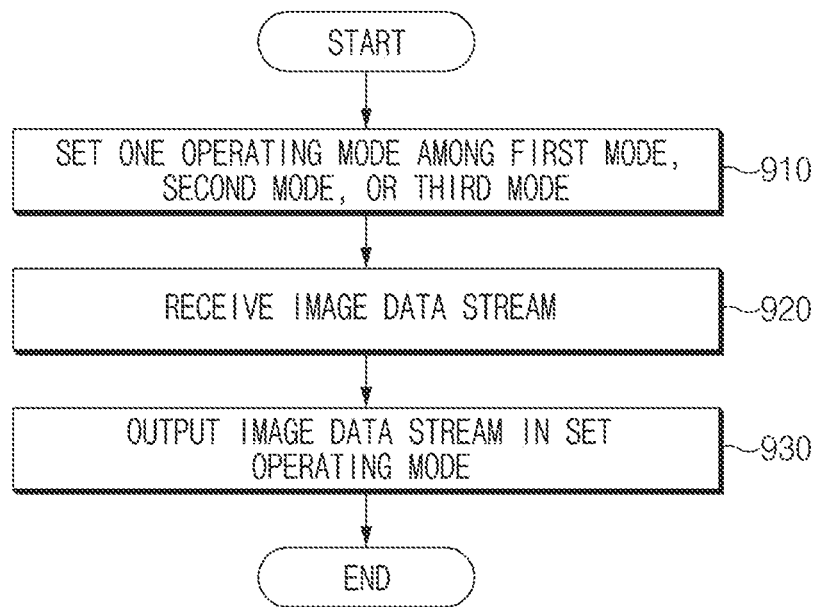 START
SET ONE OPERATING MODE AMONG FIRST MODE,
SECOND MODE, OR THIRD MODE
910
RECEIVE IMAGE DATA STREAM
920
OUTPUT IMAGE DATA STREAM IN SET
OPERATING MODE
930
END